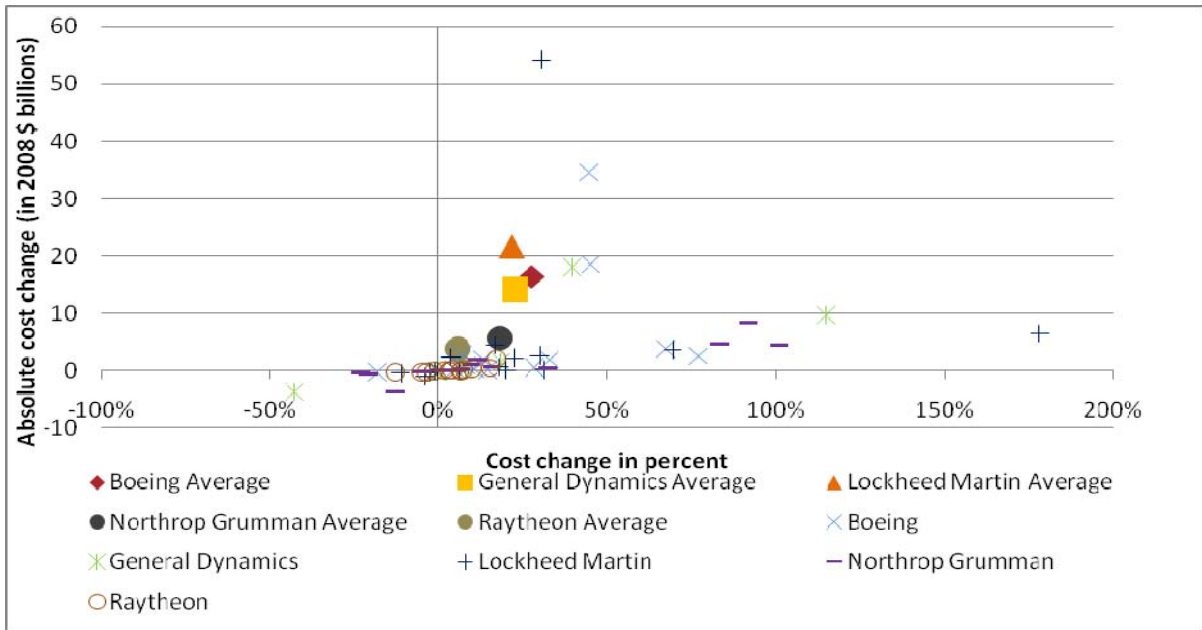 Absolute cost change (in 2008 $ billions)
60
50
40
30
20
10
0
-10
-100% -50% 0% 50% 100% 150% 200%
Cost change in percent
Boeing Average General Dynamics Average Lockheed Martin Average
Northrop Grumman Average Raytheon Average Boeing
General Dynamics Lockheed Martin Northrop Grumman
Raytheon